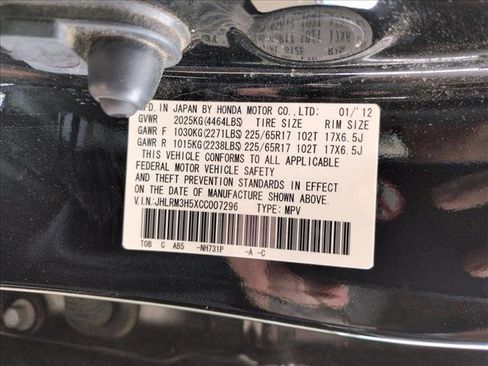 MFD. IN JAPAN BY HONDA MOTOR CO., LTD: 01/'12
GVWR 2025KG(4464LBS) TIRE SIZE RIM SIZE
GAWR F 1030KG(2271LBS) 225/65R17 102T 17X6.5J
GAWR R 1015KG(2238LBS) 225/65R17 102T 17X6.5J
THIS VEHICLE CONFORMS TO ALL APPLICABLE
FEDERAL MOTOR VEHICLE SAFETY
AND THEFT PREVENTION STANDARDS IN EFFECT
ON THE DATE OF MANUFACTURE SHOWN ABOVE.
V.I.N: JHLRM3H5XCC007296 TYPE: MPV
TOB C AB5 -NH731P -A -C